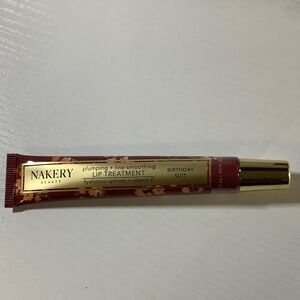 NAKERY
BEAUTY
plumping + line-smoothing
LIP TREATMENT
hyaluronic spheres + vitamin E
BIRTHDAY
SUIT